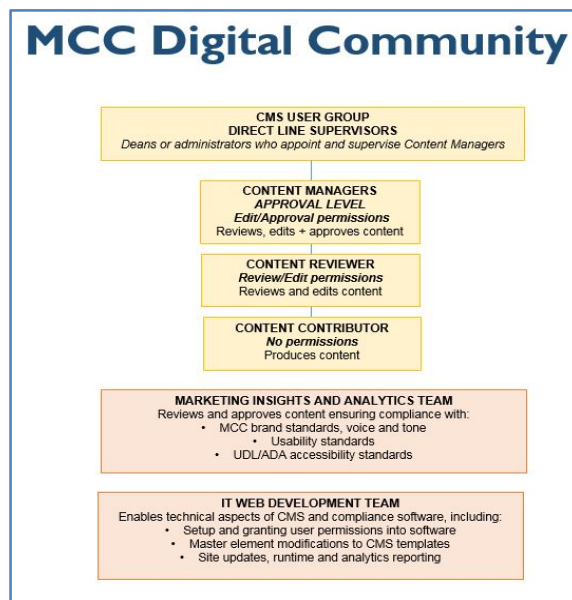 MCC Digital Community
CMS USER GROUP
DIRECT LINE SUPERVISORS
Deans or administrators who appoint and supervise Content Managers
CONTENT MANAGERS
APPROVAL LEVEL
Edit/Approval permissions
Reviews, edits + approves content
CONTENT REVIEWER
Review/Edit permissions
Reviews and edits content
CONTENT CONTRIBUTOR
No permissions
Produces content
MARKETING INSIGHTS AND ANALYTICS TEAM
Reviews and approves content ensuring compliance with:
• MCC brand standards, voice and tone
• Usability standards
• UDL/ADA accessibility standards
IT WEB DEVELOPMENT TEAM
Enables technical aspects of CMS and compliance software, including:
• Setup and granting user permissions into software
• Master element modifications to CMS templates
• Site updates, runtime and analytics reporting